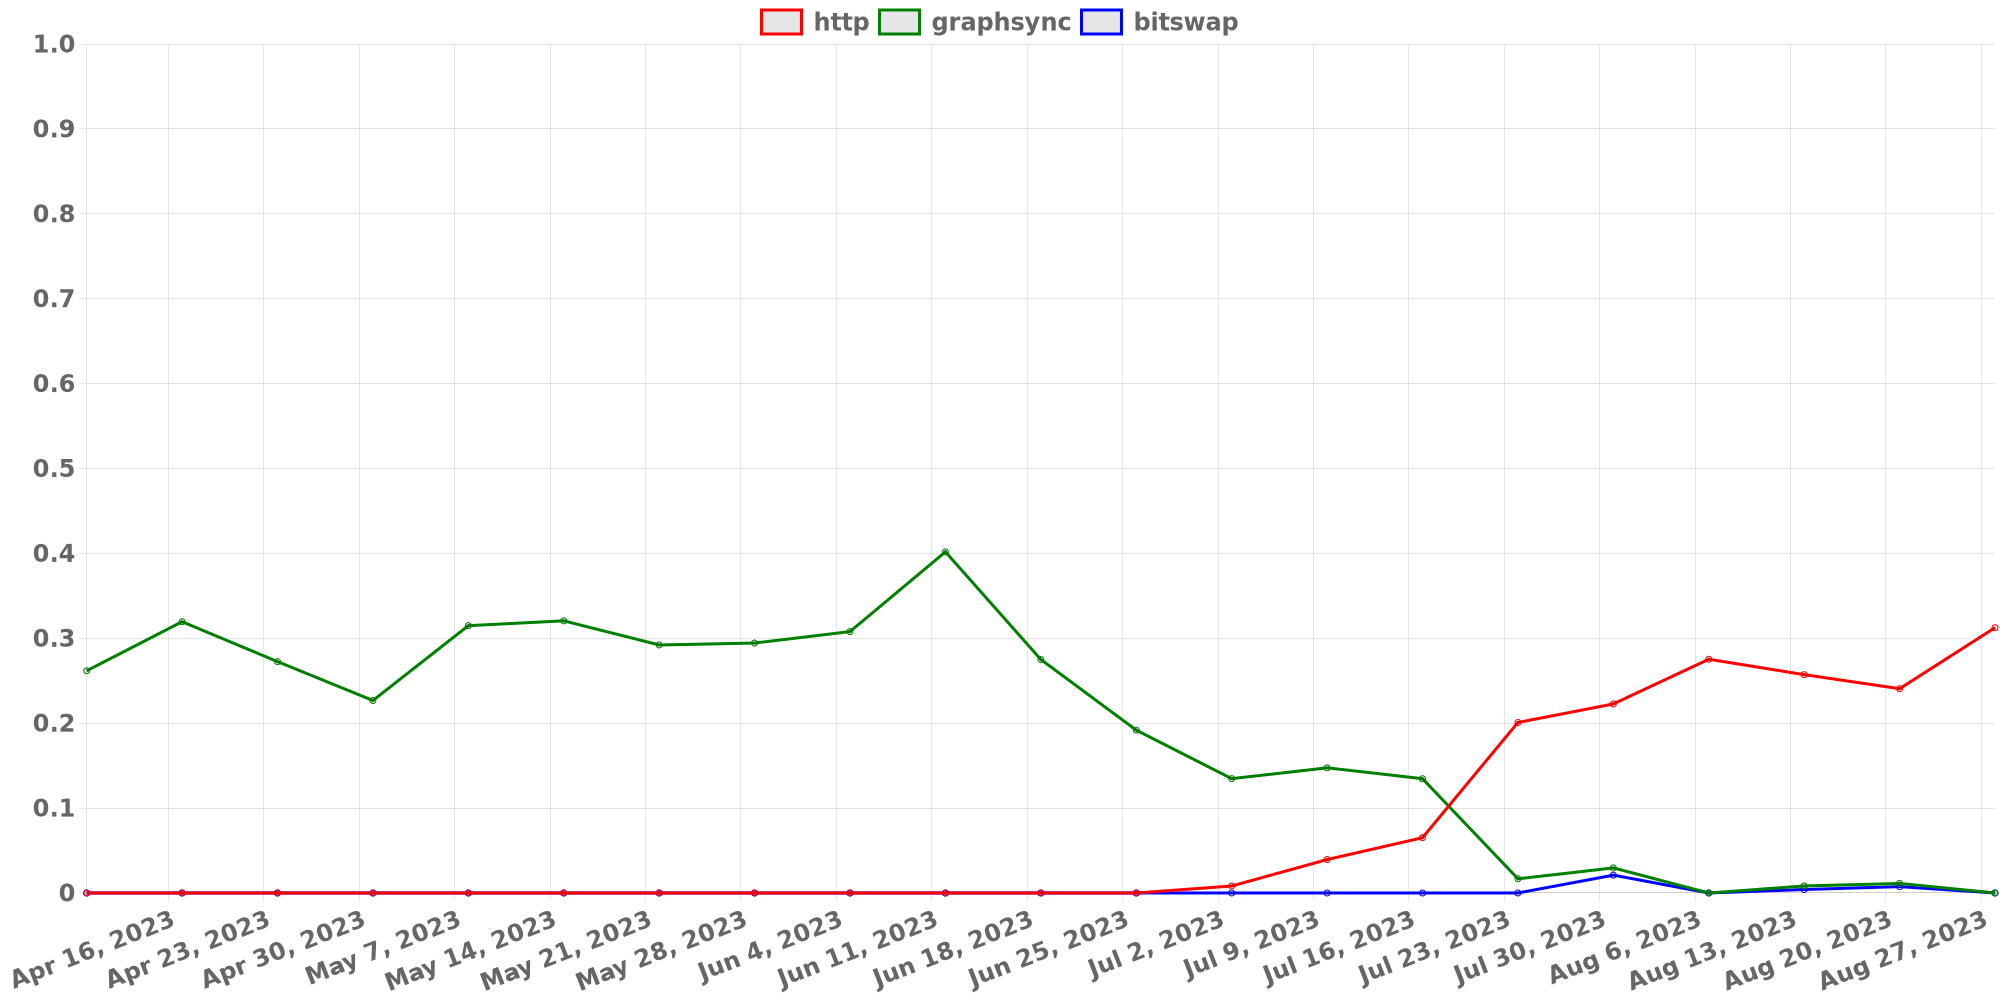 http graphsync bitswap
1.0
0.9
0.8
0.7
0.6
0.5
0.4
0.3
0.2
0.1
0
Apr 16, 2023
Apr 23, 2023
Apr 30, 2023
May 7, 2023
May 14, 2023
May 21, 2023
May 28, 2023
Jun 4, 2023
Jun 11, 2023
Jun 18, 2023
Jun 25, 2023
Jul 2, 2023
Jul 9, 2023
Jul 16, 2023
Jul 23, 2023
Jul 30, 2023
Aug 6, 2023
Aug 13, 2023
Aug 20, 2023
Aug 27, 2023